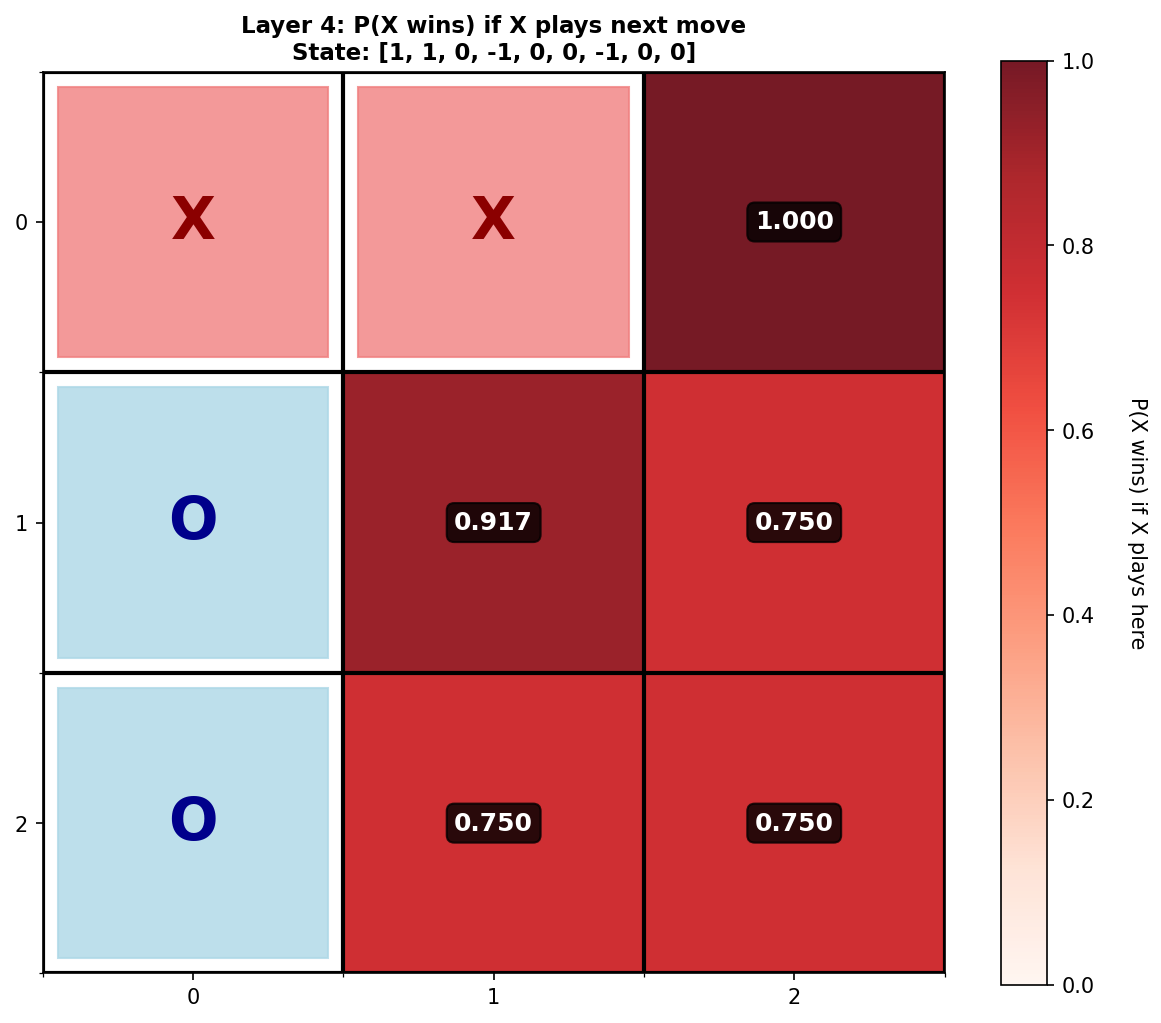 Layer 4: P(X wins) if X plays next move
State: [1, 1, 0, -1, 0, 0, -1, 0, 0]
0
X
X
1.000
1
O
0.917
0.750
2
O
0.750
0.750
0
1
2
1.0
0.8
0.6
0.4
0.2
0.0
P(X wins) if X plays here